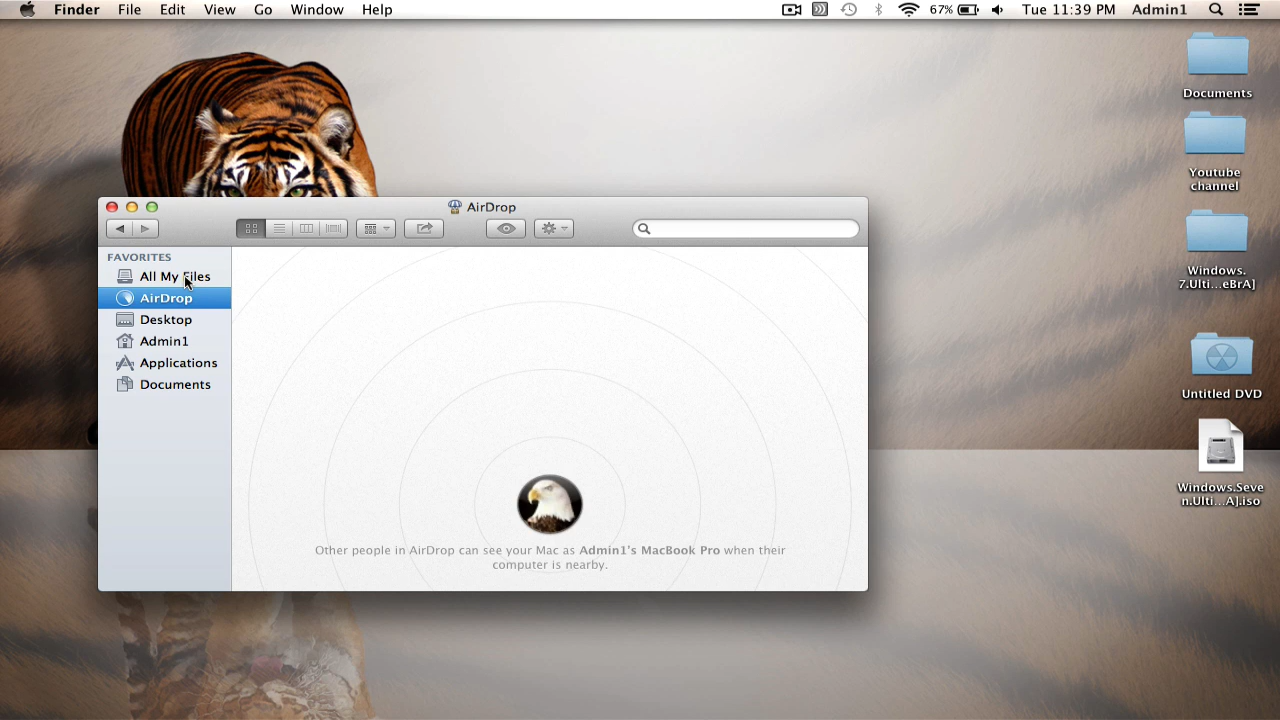 Finder File Edit View Go Window Help 67% Tue 11:39 PM Admin1
Documents
Youtube
channel
Windows.
7.Ulti...eBrA]
Untitled DVD
Windows.Seve
n.Ulti...A].iso
AirDrop
FAVORITES
All My Files
AirDrop
Desktop
Admin1
Applications
Documents
Other people in AirDrop can see your Mac as Admin1's MacBook Pro when their
computer is nearby.